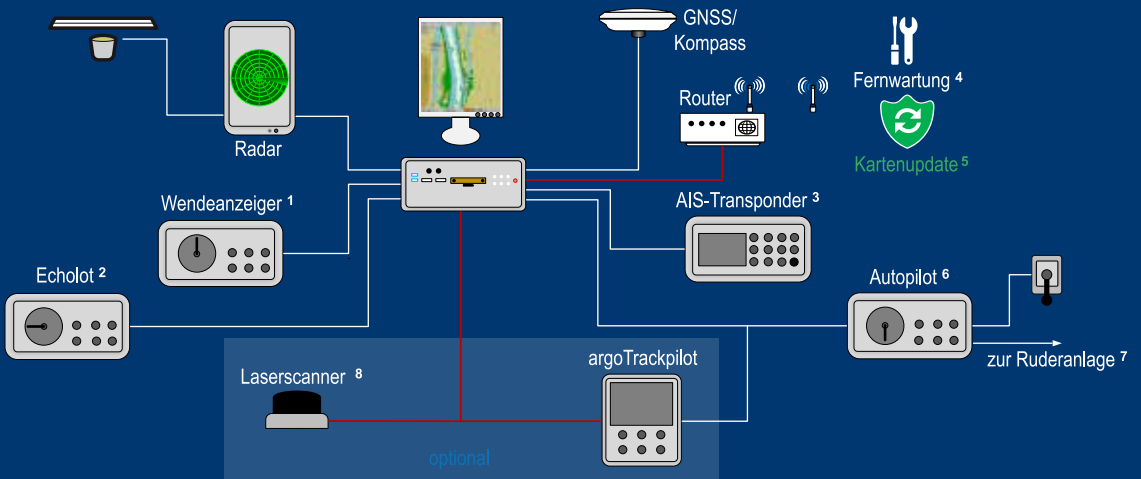 GNSS/
Kompass
Fernwartung 4
Router
Radar
Kartenupdate 5
Wendeanzeiger 1
AIS-Transponder 3
Echolot 2
Autopilot 6
zur Ruderanlage 7
argoTrackpilot
Laserscanner 8
optional